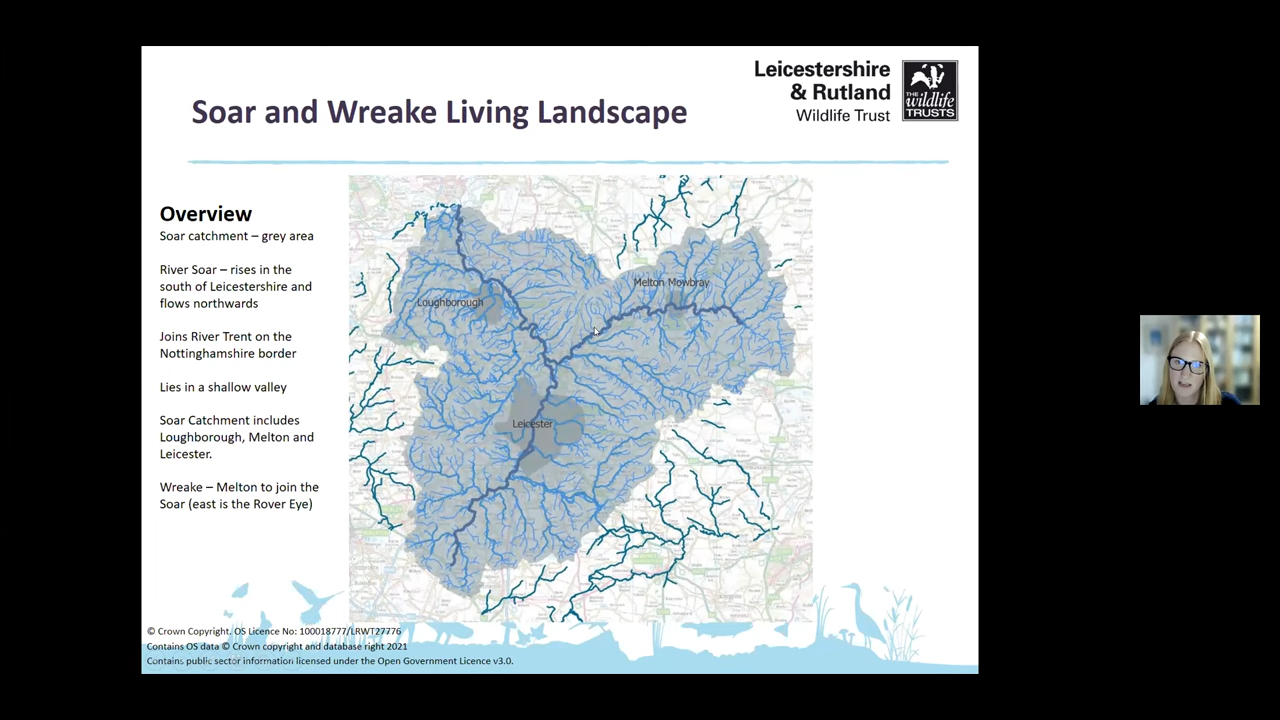 Leicestershire
& Rutland
Wildlife Trust
THE
wildlife
TRUSTS
Soar and Wreake Living Landscape
Overview
Soar catchment – grey area
River Soar – rises in the
south of Leicestershire and
flows northwards
Joins River Trent on the
Nottinghamshire border
Lies in a shallow valley
Soar Catchment includes
Loughborough, Melton and
Leicester.
Wreake – Melton to join the
Soar (east is the Rover Eye)
Melton Mowbray
Loughborough
Leicester
© Crown Copyright. OS Licence No: 100018777/LRWT27776
Contains OS data © Crown copyright and database right 2021
Contains public sector information licensed under the Open Government Licence v3.0.